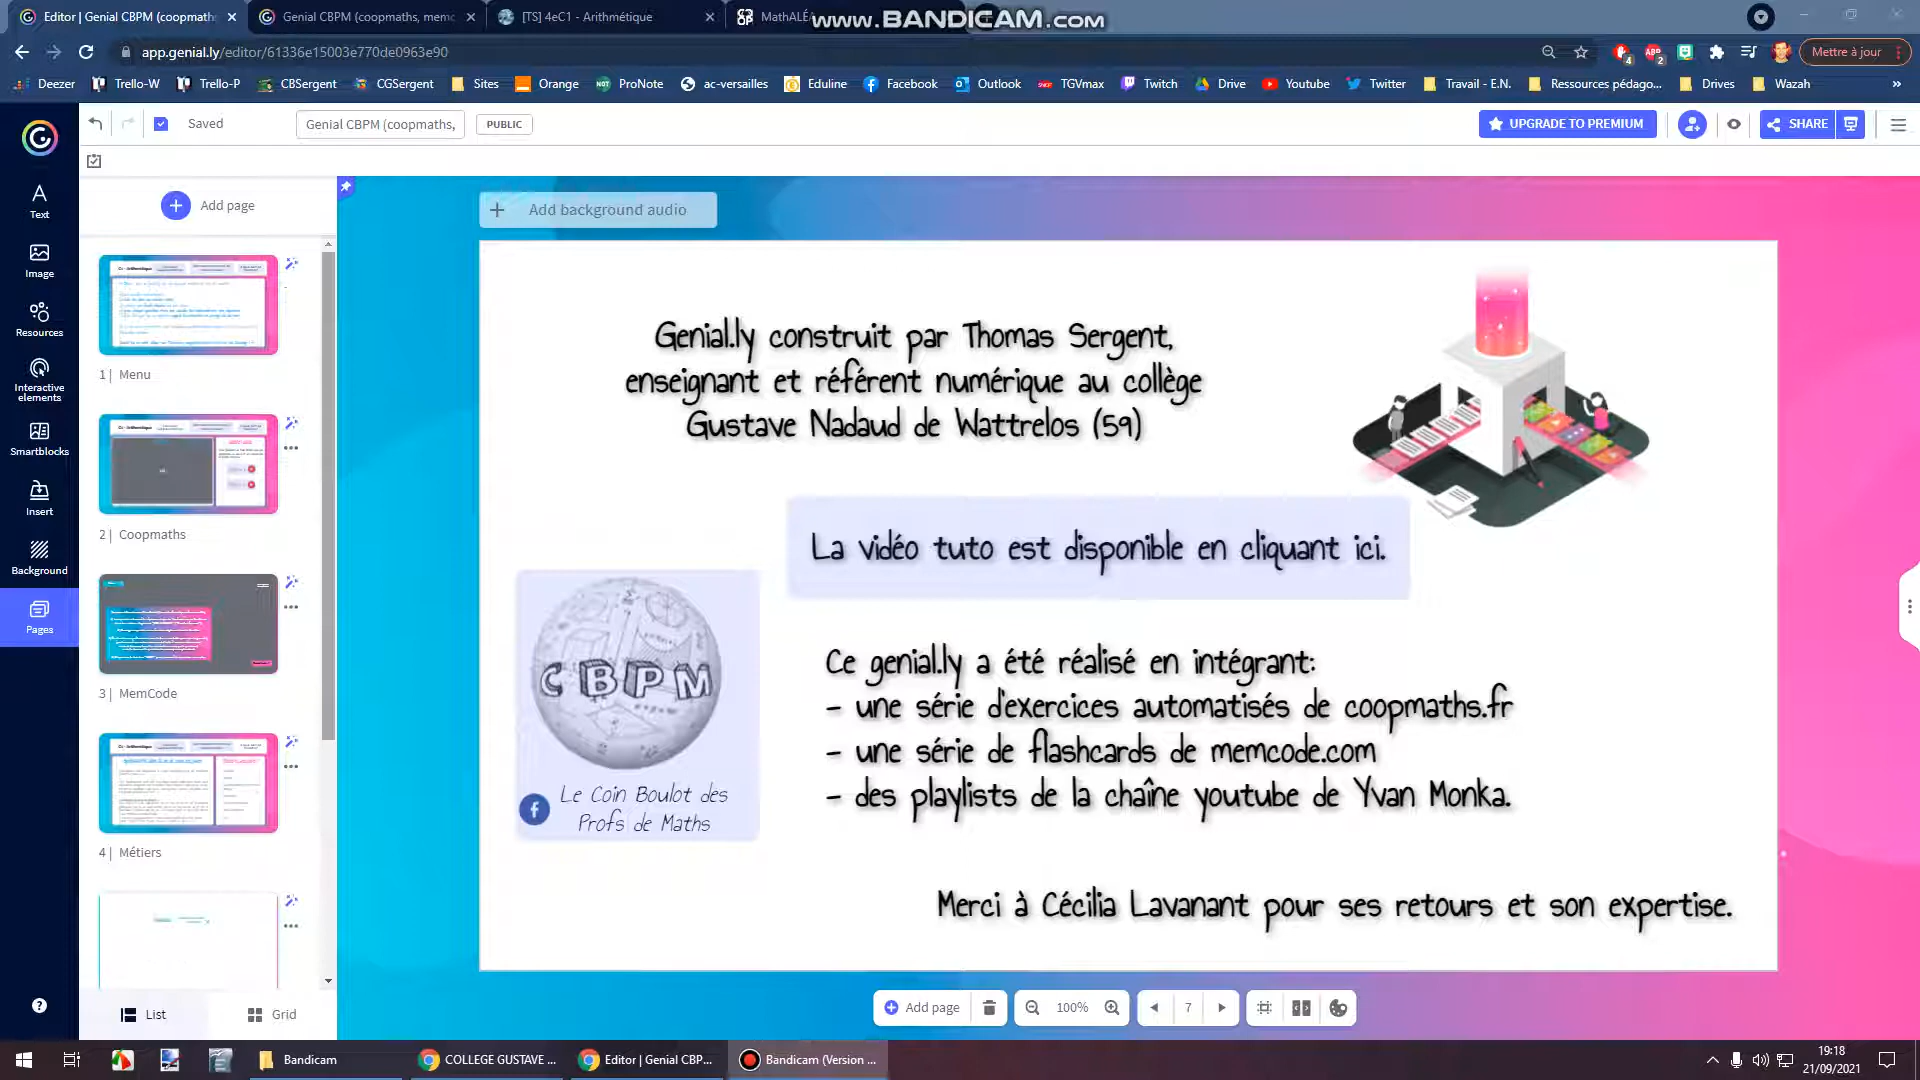 Editor | Genial CBPM (coopmaths
Genial CBPM (coopmaths, memc
[TS] 4eC1 - Arithmétique
MathALÉA
www.BANDICAM.com
app.genial.ly/editor/61336e15003e770de0963e90
Mettre à jour
Deezer
Trello-W
Trello-P
CBSergent
CGSergent
Sites
Orange
ProNote
ac-versailles
Eduline
Facebook
Outlook
TGVmax
Twitch
Drive
Youtube
Twitter
Travail - E.N.
Ressources pédago...
Drives
Wazah
Saved
Genial CBPM (coopmaths,
PUBLIC
UPGRADE TO PREMIUM
SHARE
Text
Image
Resources
Interactive
elements
Smartblocks
Insert
Background
Pages
Add page
1 | Menu
2 | Coopmaths
3 | MemCode
4 | Métiers
List
Grid
Add background audio
Genial.ly construit par Thomas Sergent,
enseignant et référent numérique au collège
Gustave Nadaud de Wattrelos (59)
La vidéo tuto est disponible en cliquant ici.
CBPM
Le Coin Boulot des
Profs de Maths
Ce genial.ly a été réalisé en intégrant:
- une série d'exercices automatisés de coopmaths.fr
- une série de flashcards de memcode.com
- des playlists de la chaîne youtube de Yvan Monka.
Merci à Cécilia Lavanant pour ses retours et son expertise.
Add page
100%
7
Bandicam
COLLEGE GUSTAVE ...
Editor | Genial CBP...
Bandicam (Version ...
19:18
21/09/2021